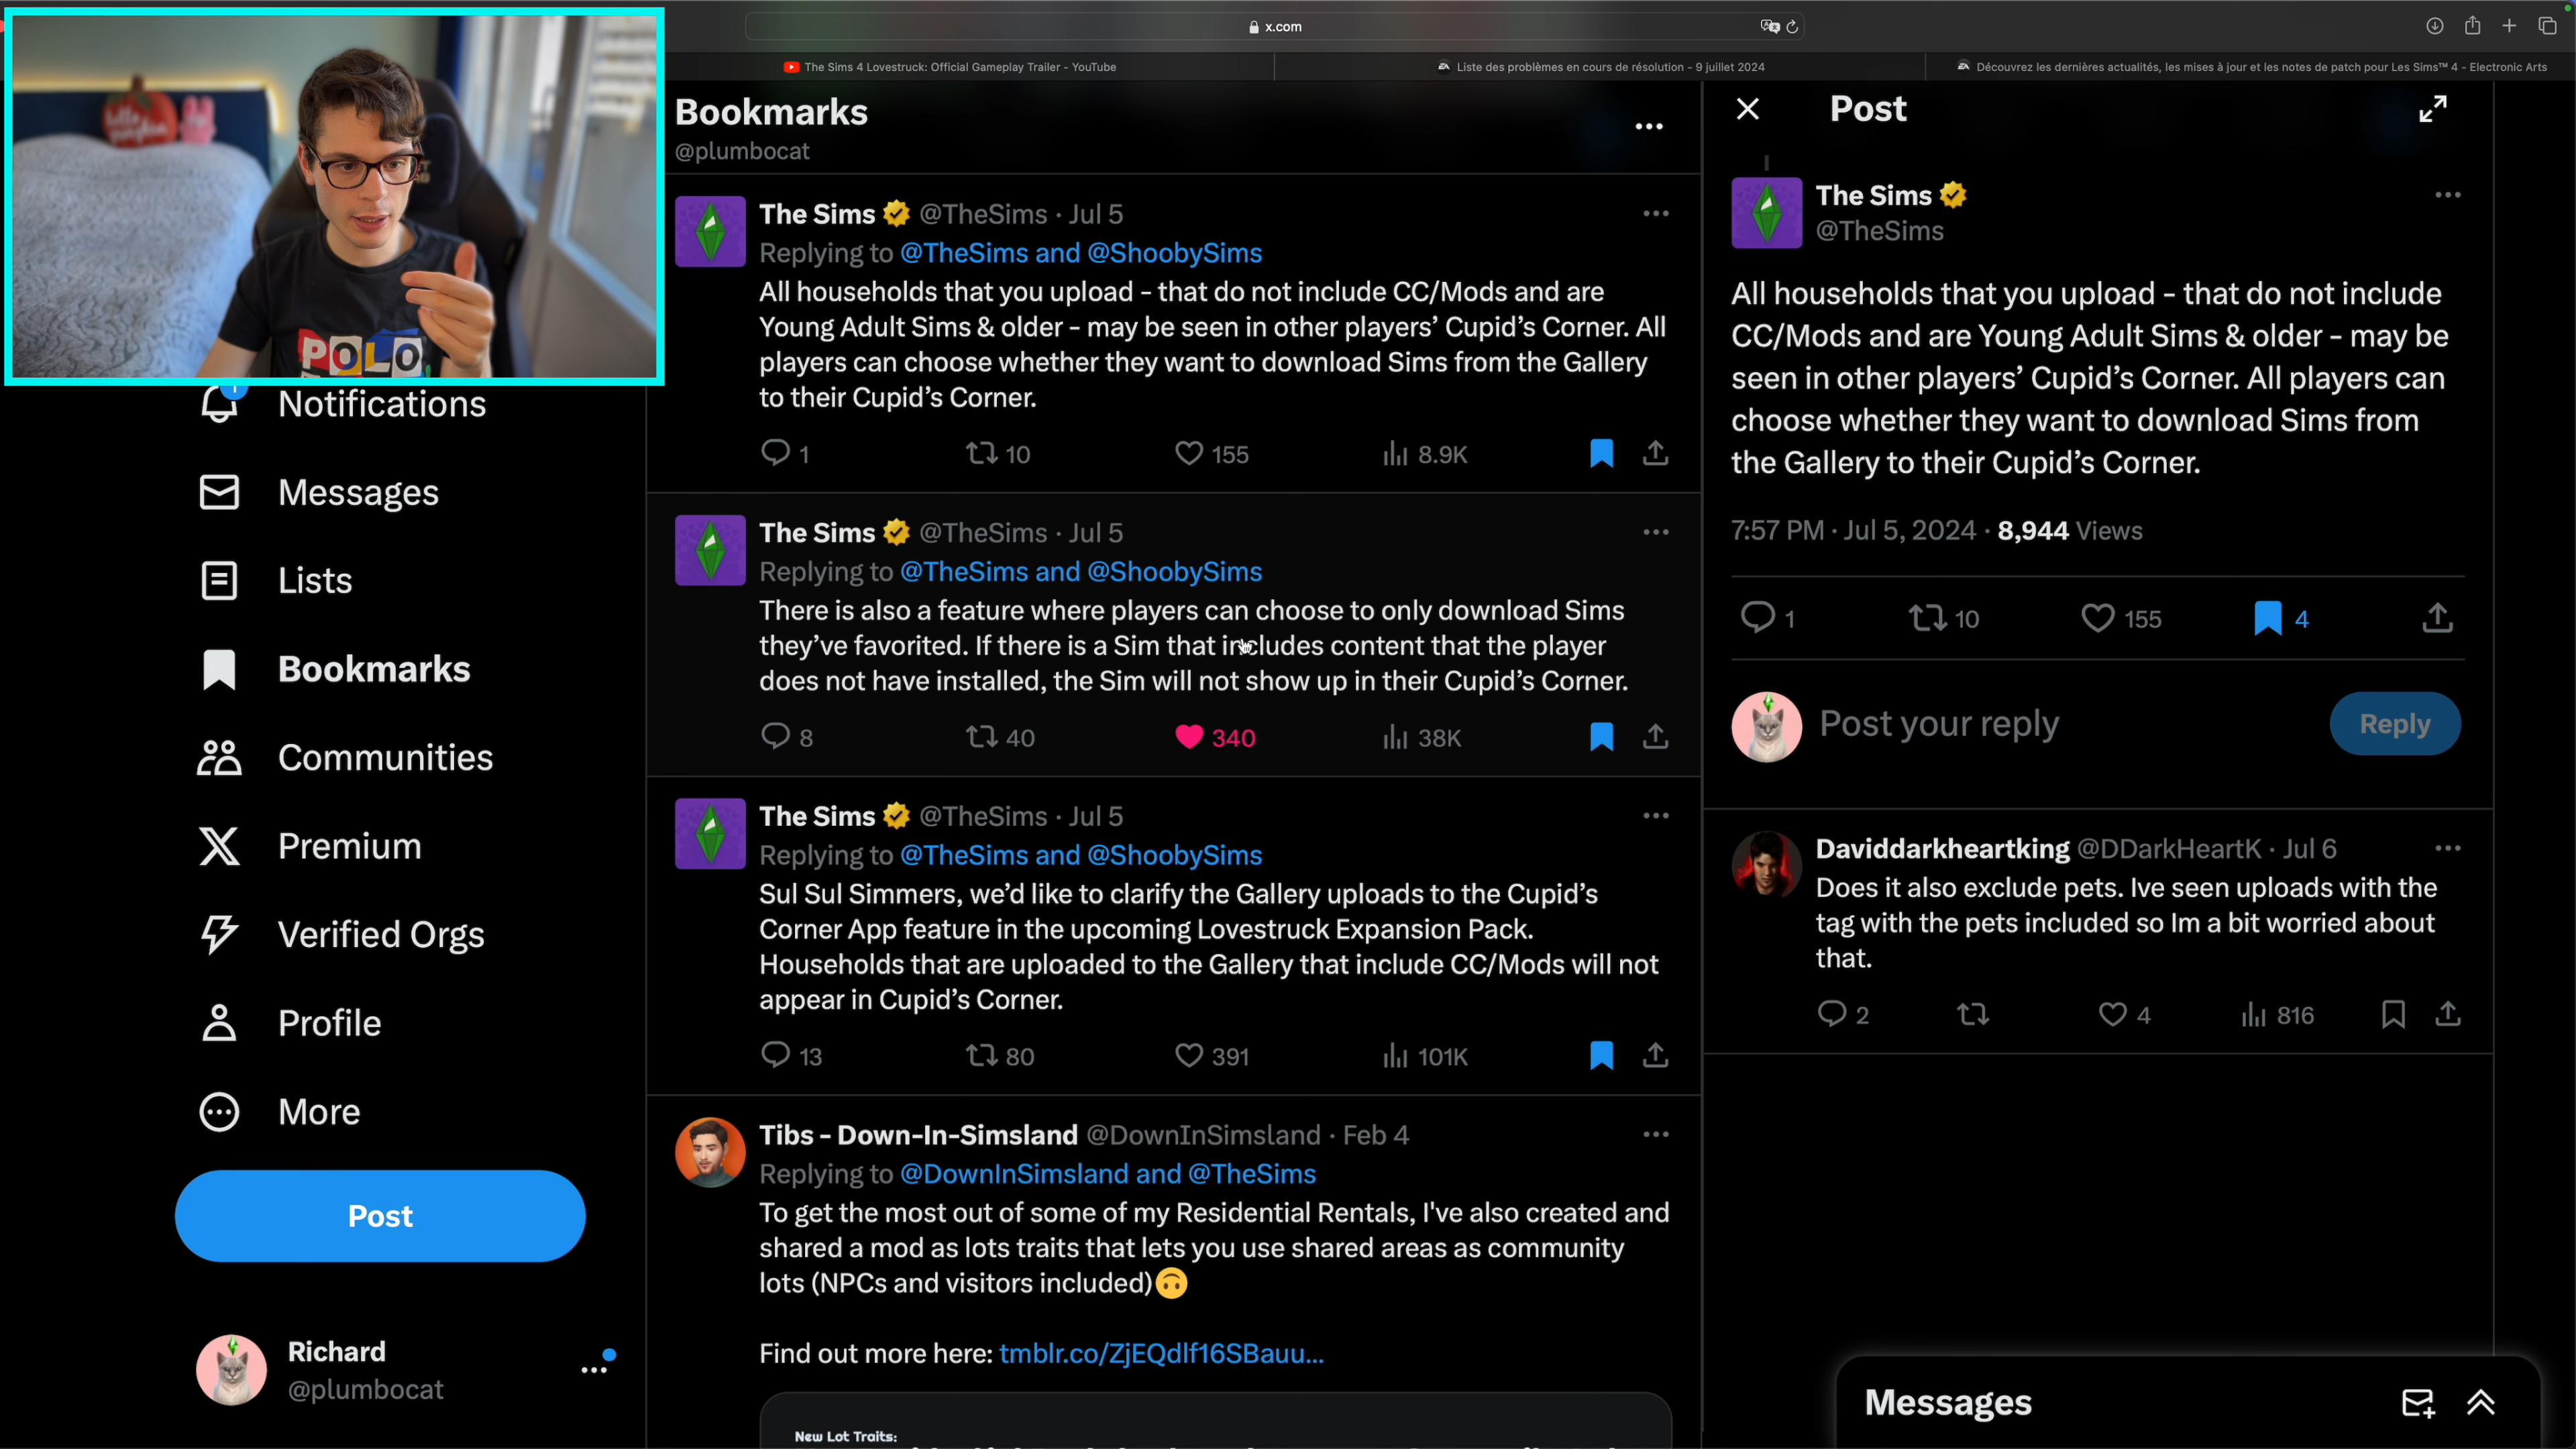 x.com
The Sims 4 Lovestruck: Official Gameplay Trailer - YouTube
Liste des problèmes en cours de résolution - 9 juillet 2024
Découvrez les dernières actualités, les mises à jour et les notes de patch pour Les Sims™ 4 - Electronic Arts
hello
pumpkin
POLO
Notifications
Messages
Lists
Bookmarks
Communities
Premium
Verified Orgs
Profile
More
Post
Richard
@plumbocat
Bookmarks
@plumbocat
The Sims @TheSims · Jul 5
Replying to @TheSims and @ShoobySims
All households that you upload - that do not include CC/Mods and are
Young Adult Sims & older - may be seen in other players’ Cupid’s Corner. All
players can choose whether they want to download Sims from the Gallery
to their Cupid’s Corner.
1 10 155 8.9K
The Sims @TheSims · Jul 5
Replying to @TheSims and @ShoobySims
There is also a feature where players can choose to only download Sims
they’ve favorited. If there is a Sim that includes content that the player
does not have installed, the Sim will not show up in their Cupid’s Corner.
8 40 340 38K
The Sims @TheSims · Jul 5
Replying to @TheSims and @ShoobySims
Sul Sul Simmers, we’d like to clarify the Gallery uploads to the Cupid’s
Corner App feature in the upcoming Lovestruck Expansion Pack.
Households that are uploaded to the Gallery that include CC/Mods will not
appear in Cupid’s Corner.
13 80 391 101K
Tibs - Down-In-Simsland @DownInSimsland · Feb 4
Replying to @DownInSimsland and @TheSims
To get the most out of some of my Residential Rentals, I've also created and
shared a mod as lots traits that lets you use shared areas as community
lots (NPCs and visitors included)🙃
Find out more here: tmblr.co/ZjEQdlf16SBauu...
New Lot Traits:
Post
The Sims
@TheSims
All households that you upload - that do not include
CC/Mods and are Young Adult Sims & older - may be
seen in other players’ Cupid’s Corner. All players can
choose whether they want to download Sims from
the Gallery to their Cupid’s Corner.
7:57 PM · Jul 5, 2024 · 8,944 Views
1 10 155 4
Post your reply
Reply
Daviddarkheartking @DDarkHeartK · Jul 6
Does it also exclude pets. Ive seen uploads with the
tag with the pets included so Im a bit worried about
that.
2 4 816
Messages